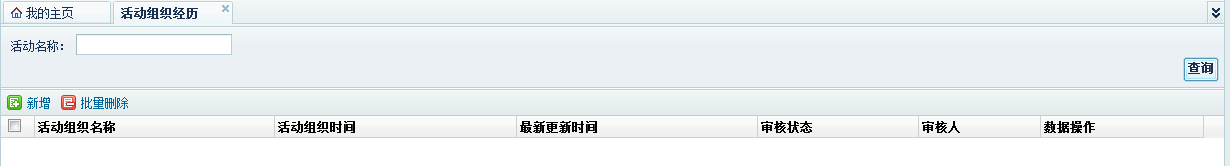 我的主页 活动组织经历
活动名称：
查询
新增 批量删除
活动组织名称 活动组织时间 最新更新时间 审核状态 审核人 数据操作